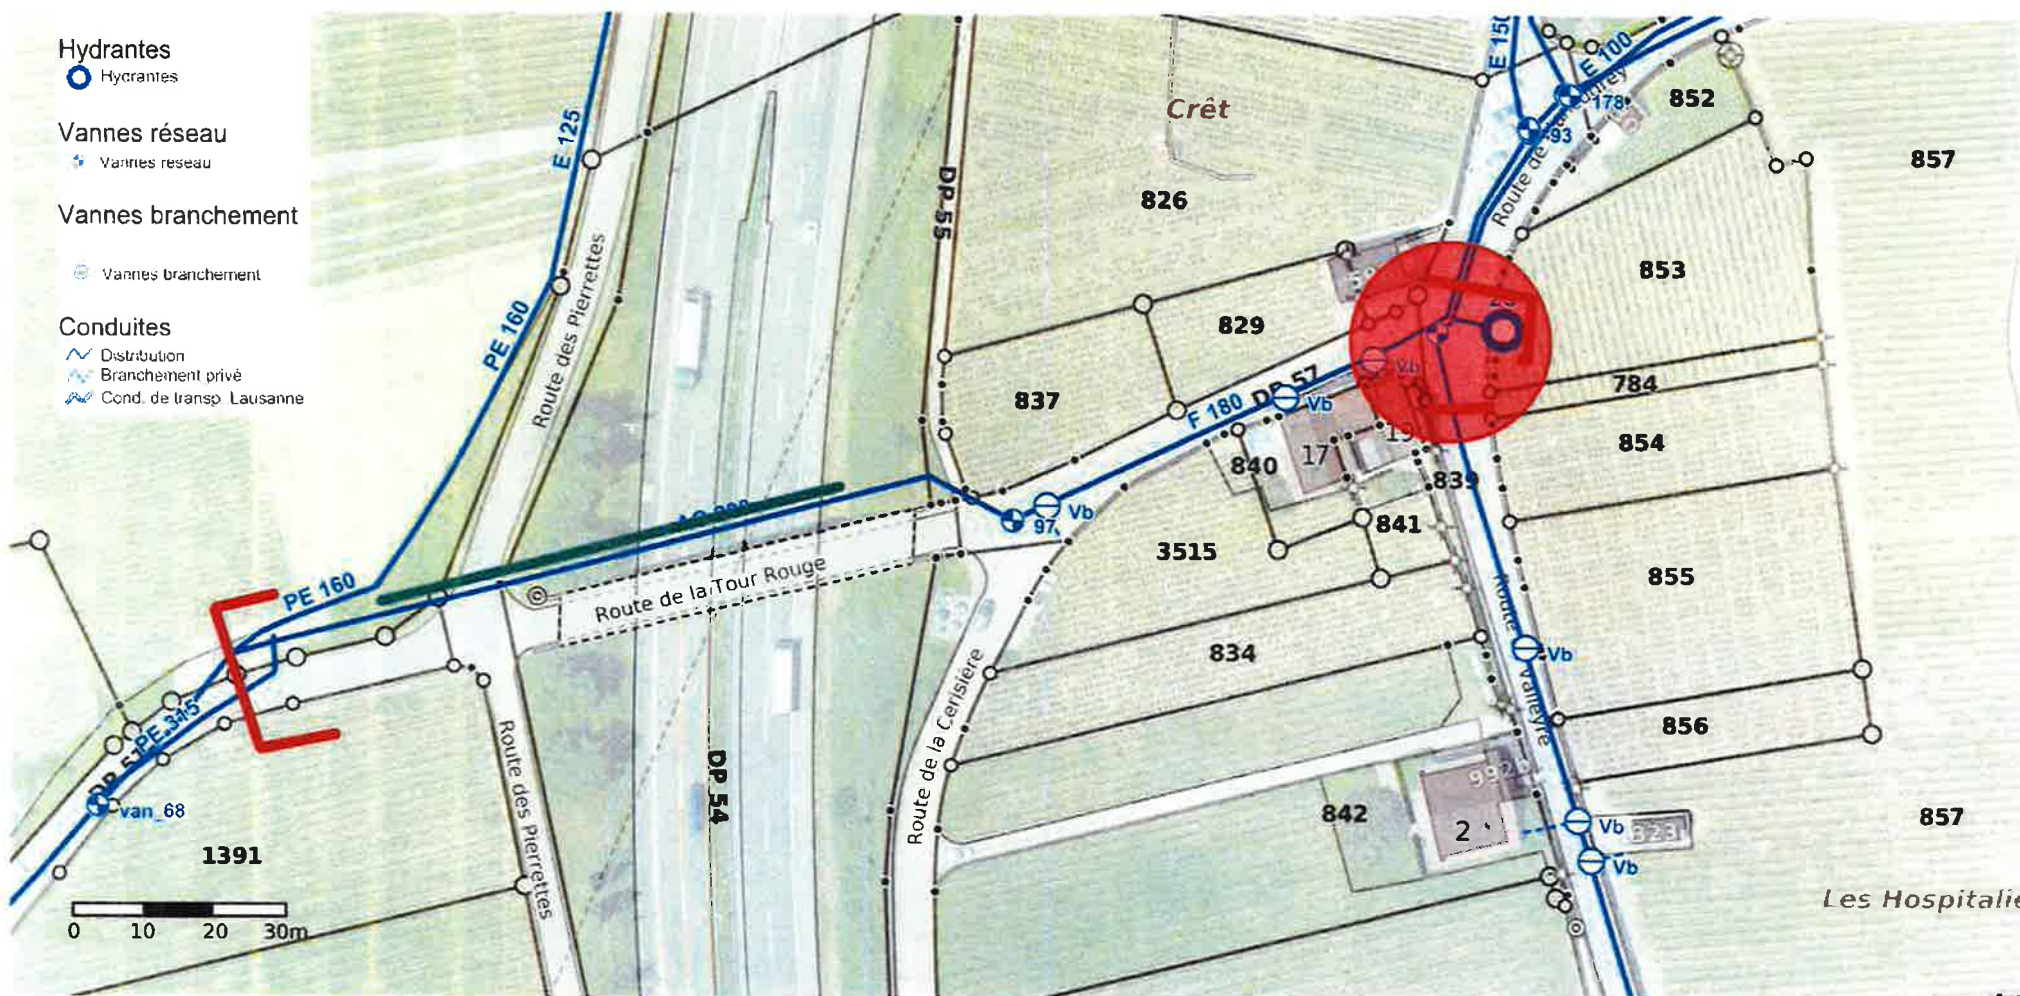 Hydrantes
Hydrantes
Vannes réseau
Vannes reseau
Vannes branchement
Vannes branchement
Conduites
Distribution
Branchement privé
Cond. de transp. Lausanne
E 125
PE 160
Route des Pierrettes
DP 55
Crêt
826
E 150
E 100
178
93
852
857
853
829
837
F 180
DP 57
Vb
Vb
784
854
840
17
839
841
97
Vb
3515
855
PE 160
Route de la Tour Rouge
834
Route
Valleyre
Vb
856
PE 315
van_68
1391
Route des Pierrettes
DP 54
Route de la Cerisière
842
2
Vb
823
Vb
857
Les Hospitalie
0 10 20 30m